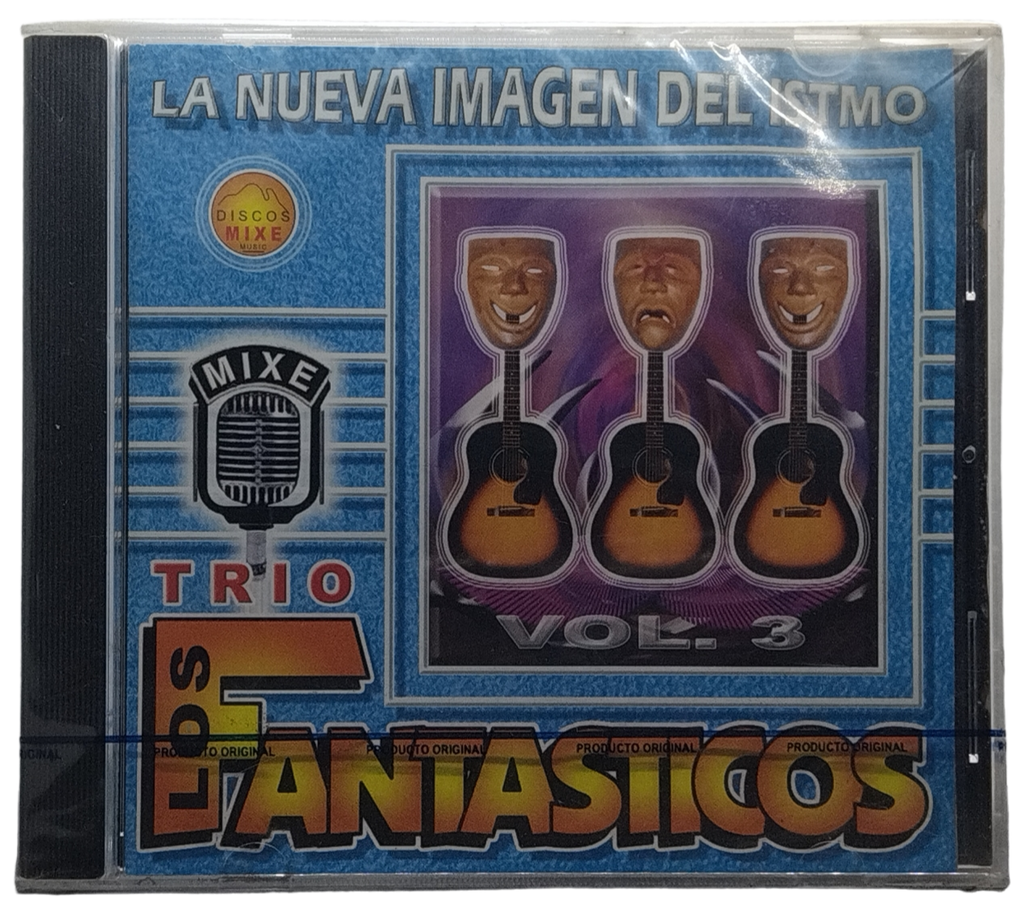 LA NUEVA IMAGEN DEL ISTMO
DISCOS
MIXE
MUSIC
MIXE
TRIO
VOL. 3
LOS
FANTASTICOS
PRODUCTO ORIGINAL PRODUCTO ORIGINAL PRODUCTO ORIGINAL PRODUCTO ORIGINAL